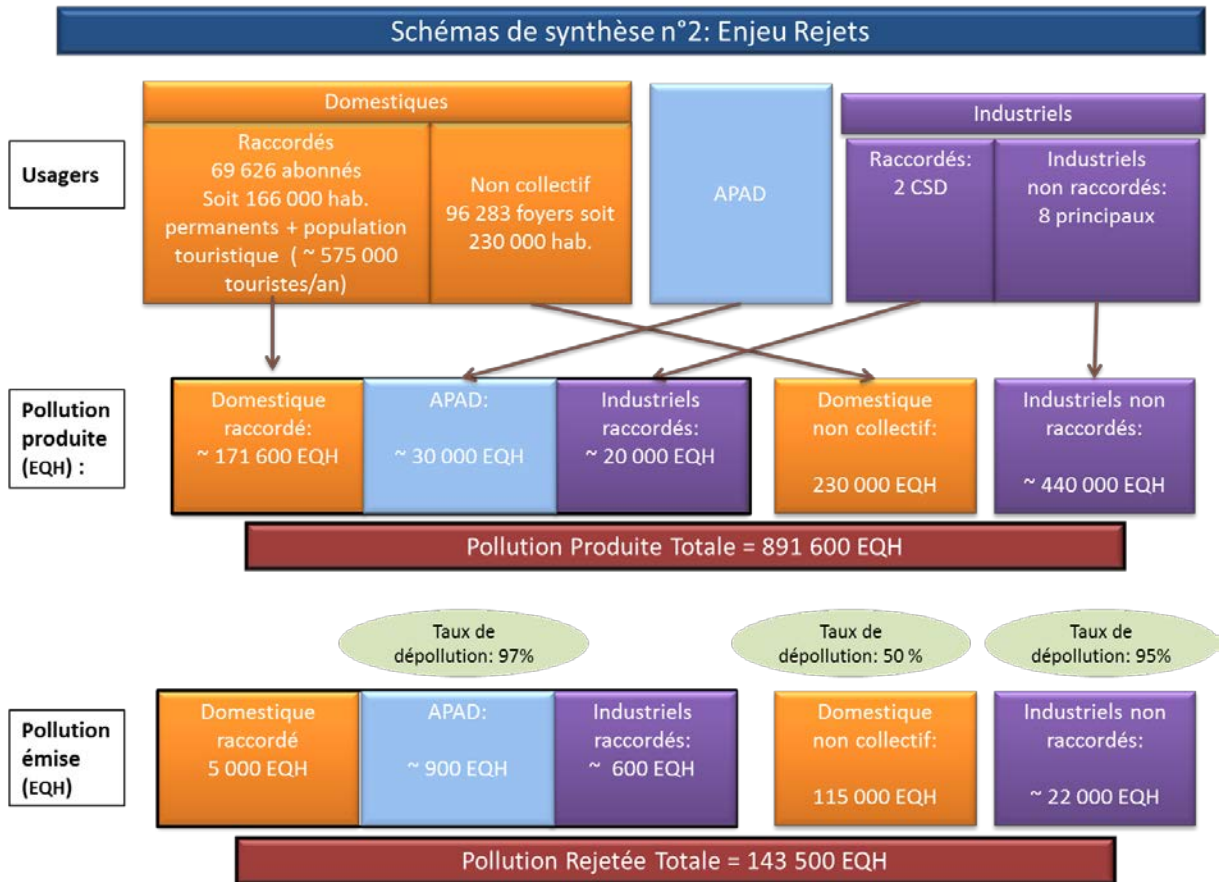 Schémas de synthèse n°2: Enjeu Rejets
Usagers
Domestiques
Raccordés
69 626 abonnés
Soit 166 000 hab.
permanents + population
touristique ( ~ 575 000
touristes/an)
Non collectif
96 283 foyers soit
230 000 hab.
APAD
Industriels
Raccordés:
2 CSD
Industriels
non raccordés:
8 principaux
Pollution
produite
(EQH) :
Domestique
raccordé:
~ 171 600 EQH
APAD:
~ 30 000 EQH
Industriels
raccordés:
~ 20 000 EQH
Domestique
non collectif:
230 000 EQH
Industriels non
raccordés:
~ 440 000 EQH
Pollution Produite Totale = 891 600 EQH
Taux de
dépollution: 97%
Taux de
dépollution: 50 %
Taux de
dépollution: 95%
Pollution
émise
(EQH)
Domestique
raccordé
5 000 EQH
APAD:
~ 900 EQH
Industriels
raccordés:
~ 600 EQH
Domestique
non collectif:
115 000 EQH
Industriels non
raccordés:
~ 22 000 EQH
Pollution Rejetée Totale = 143 500 EQH